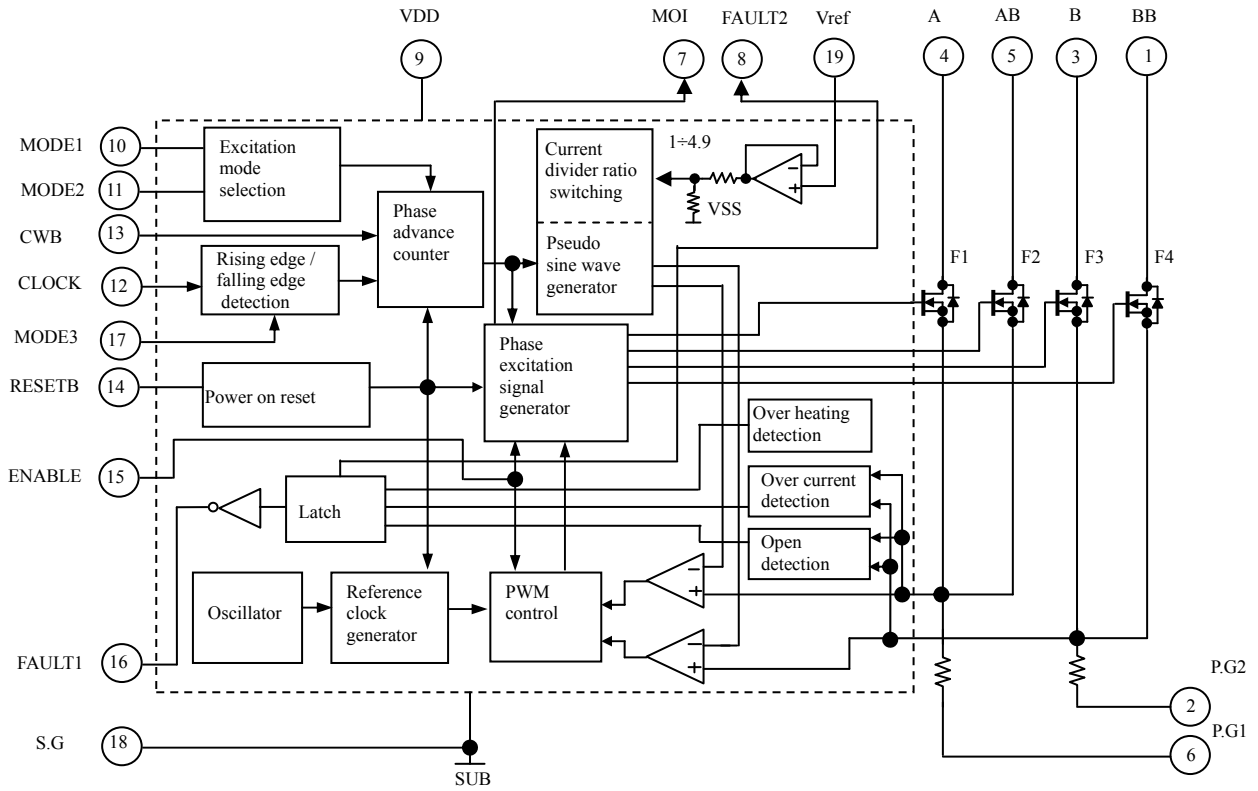 VDD
MOI
FAULT2
Vref
A
AB
B
BB
9
7
8
19
4
5
3
1
MODE1
10
MODE2
11
CWB
13
CLOCK
12
MODE3
17
RESETB
14
ENABLE
15
FAULT1
16
S.G
18
Excitation
mode
selection
Phase
advance
counter
Rising edge /
falling edge
detection
Current
divider ratio
switching
1÷4.9
VSS
Pseudo
sine wave
generator
−
+
F1
F2
F3
F4
Power on reset
Phase
excitation
signal
generator
Over heating
detection
Over current
detection
Open
detection
Latch
Oscillator
Reference
clock
generator
PWM
control
−
+
−
+
P.G2
2
P.G1
6
SUB